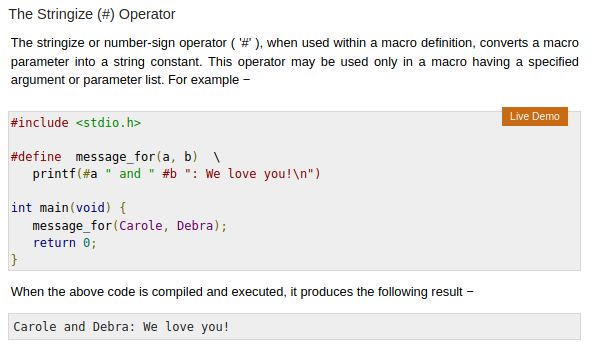 The Stringize (#) Operator
The stringize or number-sign operator ( '#' ), when used within a macro definition, converts a macro
parameter into a string constant. This operator may be used only in a macro having a specified
argument or parameter list. For example −
Live Demo
#include <stdio.h>
#define  message_for(a, b)  \
   printf(#a " and " #b ": We love you!\n")
int main(void) {
   message_for(Carole, Debra);
   return 0;
}
When the above code is compiled and executed, it produces the following result −
Carole and Debra: We love you!